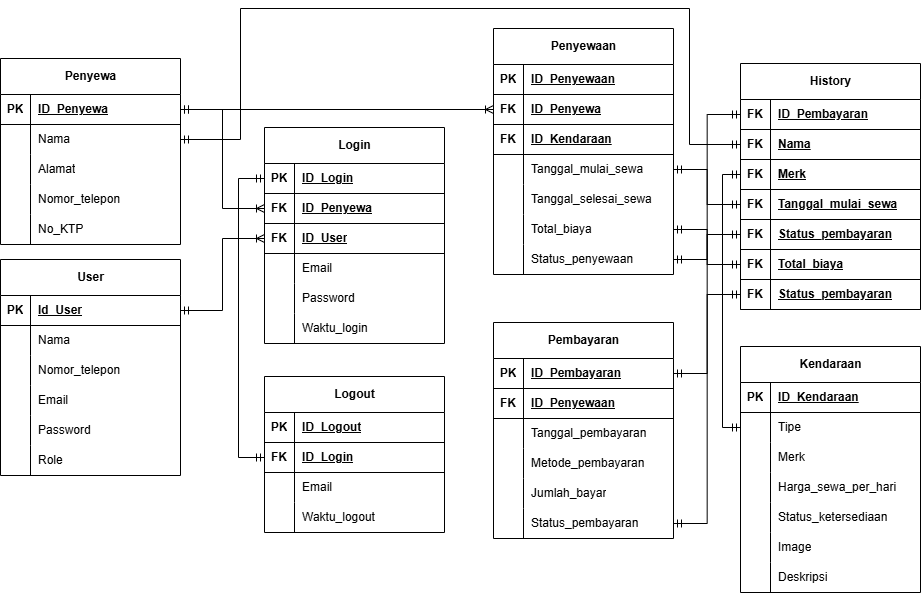 Penyewa
PK ID_Penyewa
Nama
Alamat
Nomor_telepon
No_KTP
User
PK Id_User
Nama
Nomor_telepon
Email
Password
Role
Login
PK ID_Login
FK ID_Penyewa
FK ID_User
Email
Password
Waktu_login
Logout
PK ID_Logout
FK ID_Login
Email
Waktu_logout
Penyewaan
PK ID_Penyewaan
FK ID_Penyewa
FK ID_Kendaraan
Tanggal_mulai_sewa
Tanggal_selesai_sewa
Total_biaya
Status_penyewaan
Pembayaran
PK ID_Pembayaran
FK ID_Penyewaan
Tanggal_pembayaran
Metode_pembayaran
Jumlah_bayar
Status_pembayaran
History
FK ID_Pembayaran
FK Nama
FK Merk
FK Tanggal_mulai_sewa
FK Status_pembayaran
FK Total_biaya
FK Status_pembayaran
Kendaraan
PK ID_Kendaraan
Tipe
Merk
Harga_sewa_per_hari
Status_ketersediaan
Image
Deskripsi